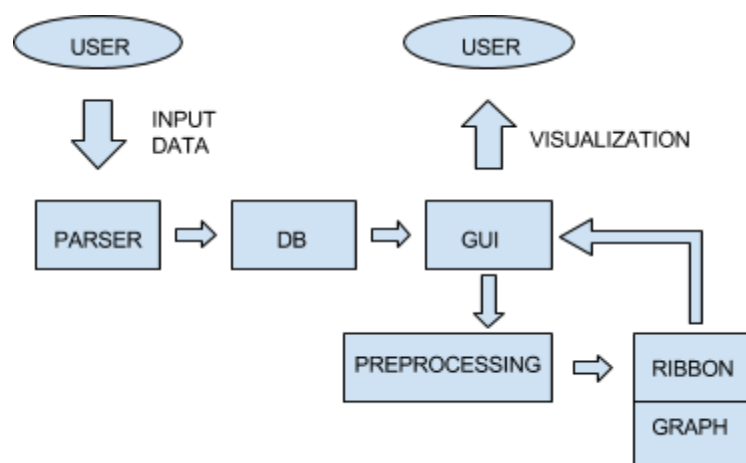 USER
USER
INPUT
DATA
VISUALIZATION
PARSER
DB
GUI
PREPROCESSING
RIBBON
GRAPH